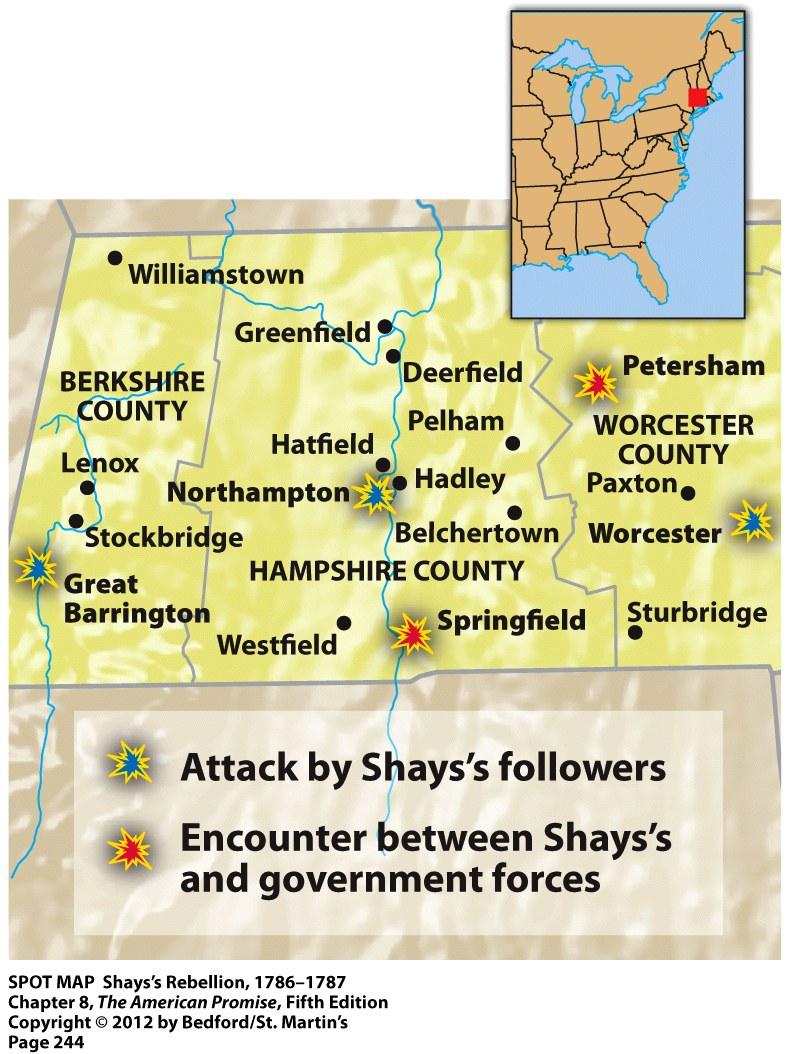 Williamstown
Greenfield
Deerfield
Petersham
BERKSHIRE
COUNTY
Pelham
WORCESTER
COUNTY
Hatfield
Lenox
Hadley
Paxton
Northampton
Belchertown
Worcester
Stockbridge
HAMPSHIRE COUNTY
Great
Barrington
Springfield
Sturbridge
Westfield
Attack by Shays's followers
Encounter between Shays's
and government forces
SPOT MAP Shays's Rebellion, 1786–1787
Chapter 8, The American Promise, Fifth Edition
Copyright © 2012 by Bedford/St. Martin's
Page 244